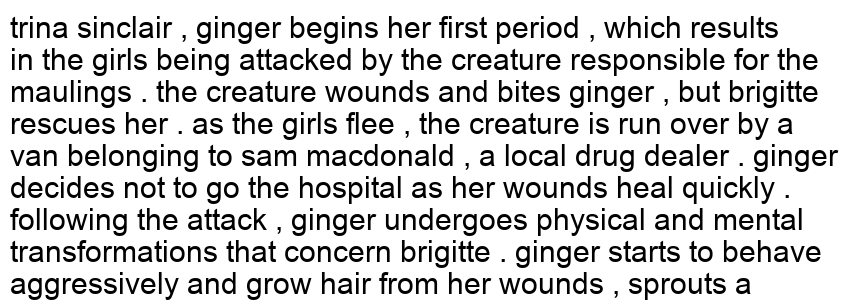 trina sinclair , ginger begins her first period , which results
in the girls being attacked by the creature responsible for the
maulings . the creature wounds and bites ginger , but brigitte
rescues her . as the girls flee , the creature is run over by a
van belonging to sam macdonald , a local drug dealer . ginger
decides not to go the hospital as her wounds heal quickly .
following the attack , ginger undergoes physical and mental
transformations that concern brigitte . ginger starts to behave
aggressively and grow hair from her wounds , sprouts a